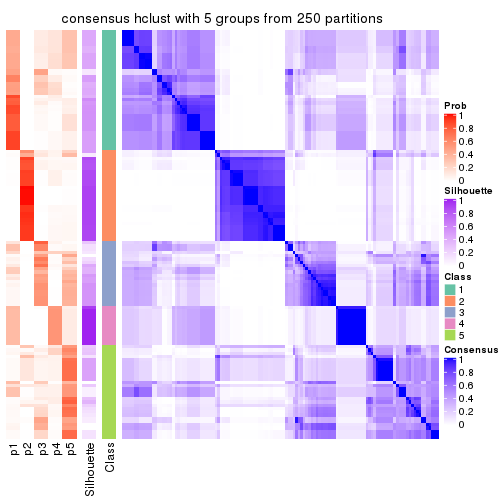 consensus hclust with 5 groups from 250 partitions
Prob
1
0.8
0.6
0.4
0.2
0
Silhouette
1
0.8
0.6
0.4
0.2
0
Class
1
2
3
4
5
Consensus
1
0.8
0.6
0.4
0.2
0
p1
p2
p3
p4
p5
Silhouette
Class